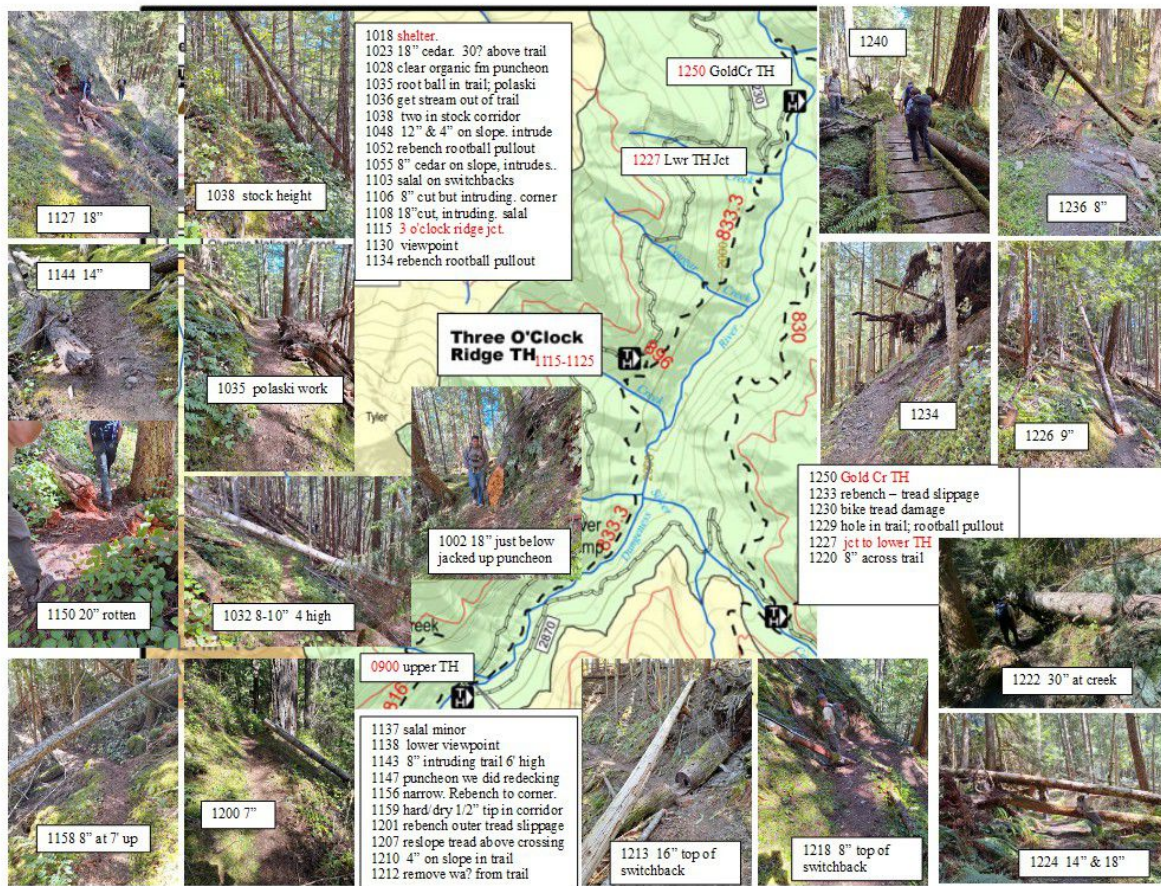 1127 18”
1038 stock height
1018 shelter.
1023 18” cedar. 30? above trail
1028 clear organic fm puncheon
1035 root ball in trail; polaski
1036 get stream out of trail
1038 two in stock corridor
1048 12” & 4” on slope. intrude
1052 rebench rootball pullout
1055 8” cedar on slope, intrudes..
1103 salal on switchbacks
1106 8” cut but intruding. corner
1108 18”cut, intruding. salal
1115 3 o'clock ridge jct.
1130 viewpoint
1134 rebench rootball pullout
1250 GoldCr TH
1227 Lwr TH Jct
Creek
833.3
Creek
River
830
1240
1236 8”
1144 14”
1035 polaski work
Three O'Clock
Ridge TH
1115-1125
TH
896
Tyler
1234
1226 9”
1250 Gold Cr TH
1233 rebench – tread slippage
1230 bike tread damage
1229 hole in trail; rootball pullout
1227 jct to lower TH
1220 8” across trail
1150 20” rotten
1032 8-10” 4 high
1002 18” just below
jacked up puncheon
Dungeness
833.3
2870
1222 30” at creek
0900 upper TH
816
TH
1158 8” at 7' up
1200 7”
1137 salal minor
1138 lower viewpoint
1143 8” intruding trail 6' high
1147 puncheon we did redecking
1156 narrow. Rebench to corner.
1159 hard/dry 1/2” tip in corridor
1201 rebench outer tread slippage
1207 reslope tread above crossing
1210 4” on slope in trail
1212 remove wa? from trail
1213 16” top of
switchback
1218 8” top of
switchback
1224 14” & 18”